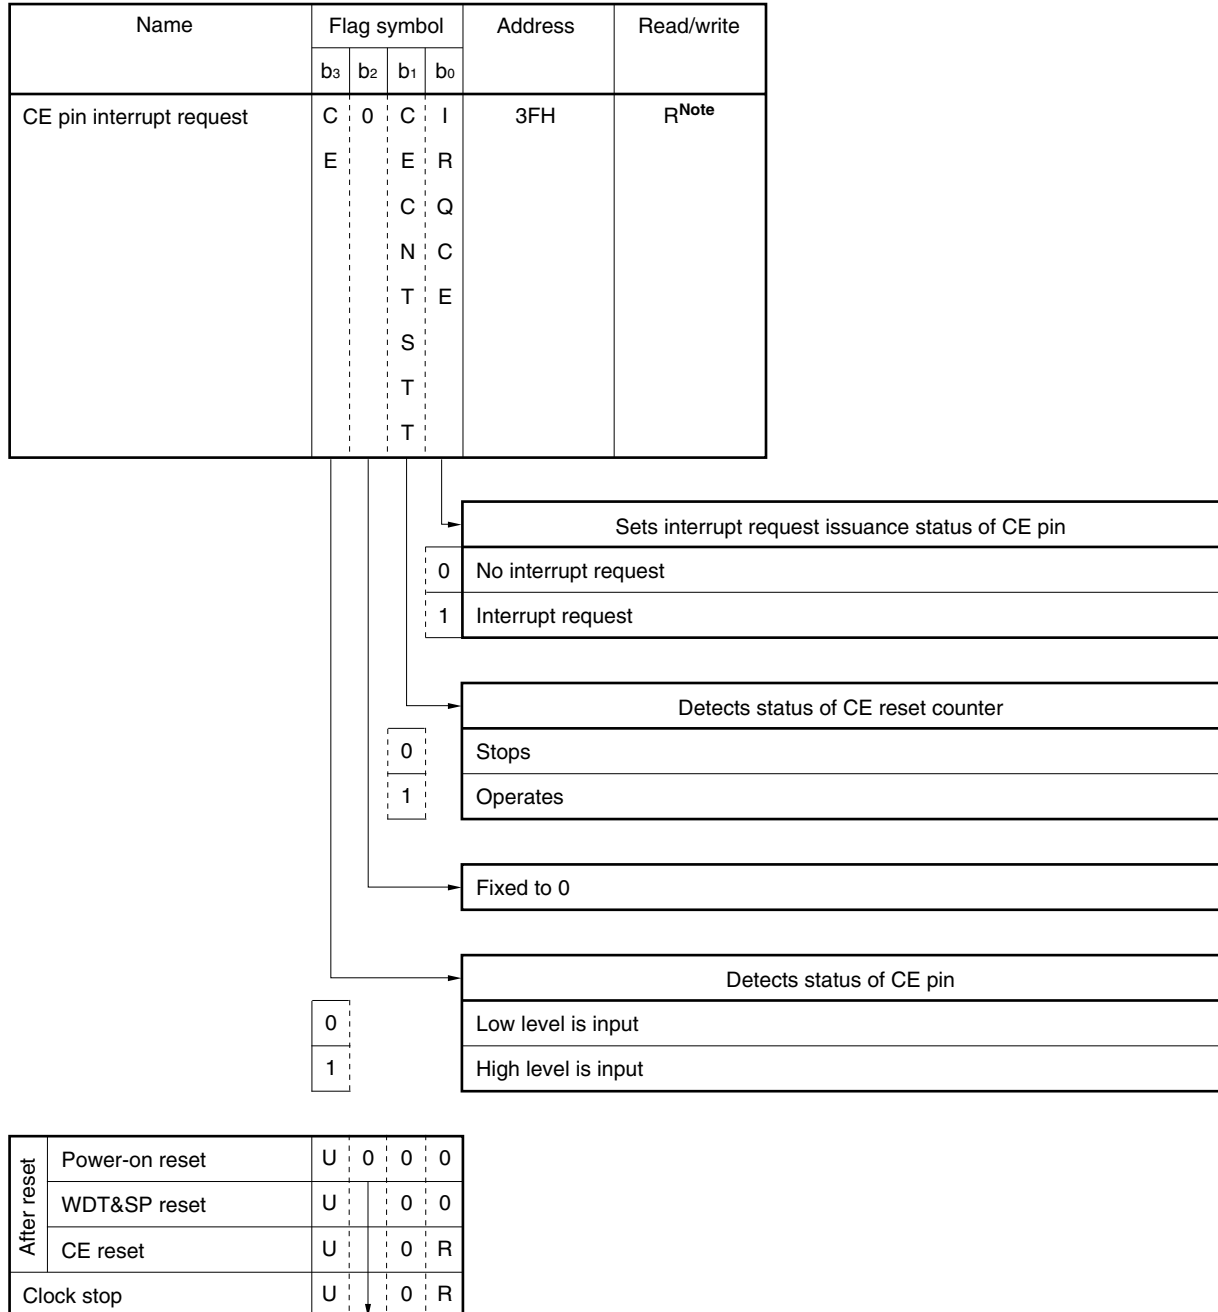 Name Flag symbol Address Read/write
b3 b2 b1 b0
CE pin interrupt request C 0 C I 3FH RNote
E E R
C Q
N C
T E
S
T
T
Sets interrupt request issuance status of CE pin
0 No interrupt request
1 Interrupt request
Detects status of CE reset counter
0 Stops
1 Operates
Fixed to 0
Detects status of CE pin
0 Low level is input
1 High level is input
After reset
Power-on reset U 0 0 0
WDT&SP reset U 0 0
CE reset U 0 R
Clock stop U 0 R